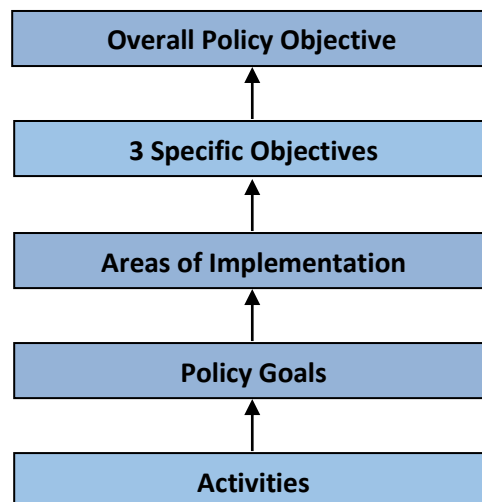 Overall Policy Objective
3 Specific Objectives
Areas of Implementation
Policy Goals
Activities